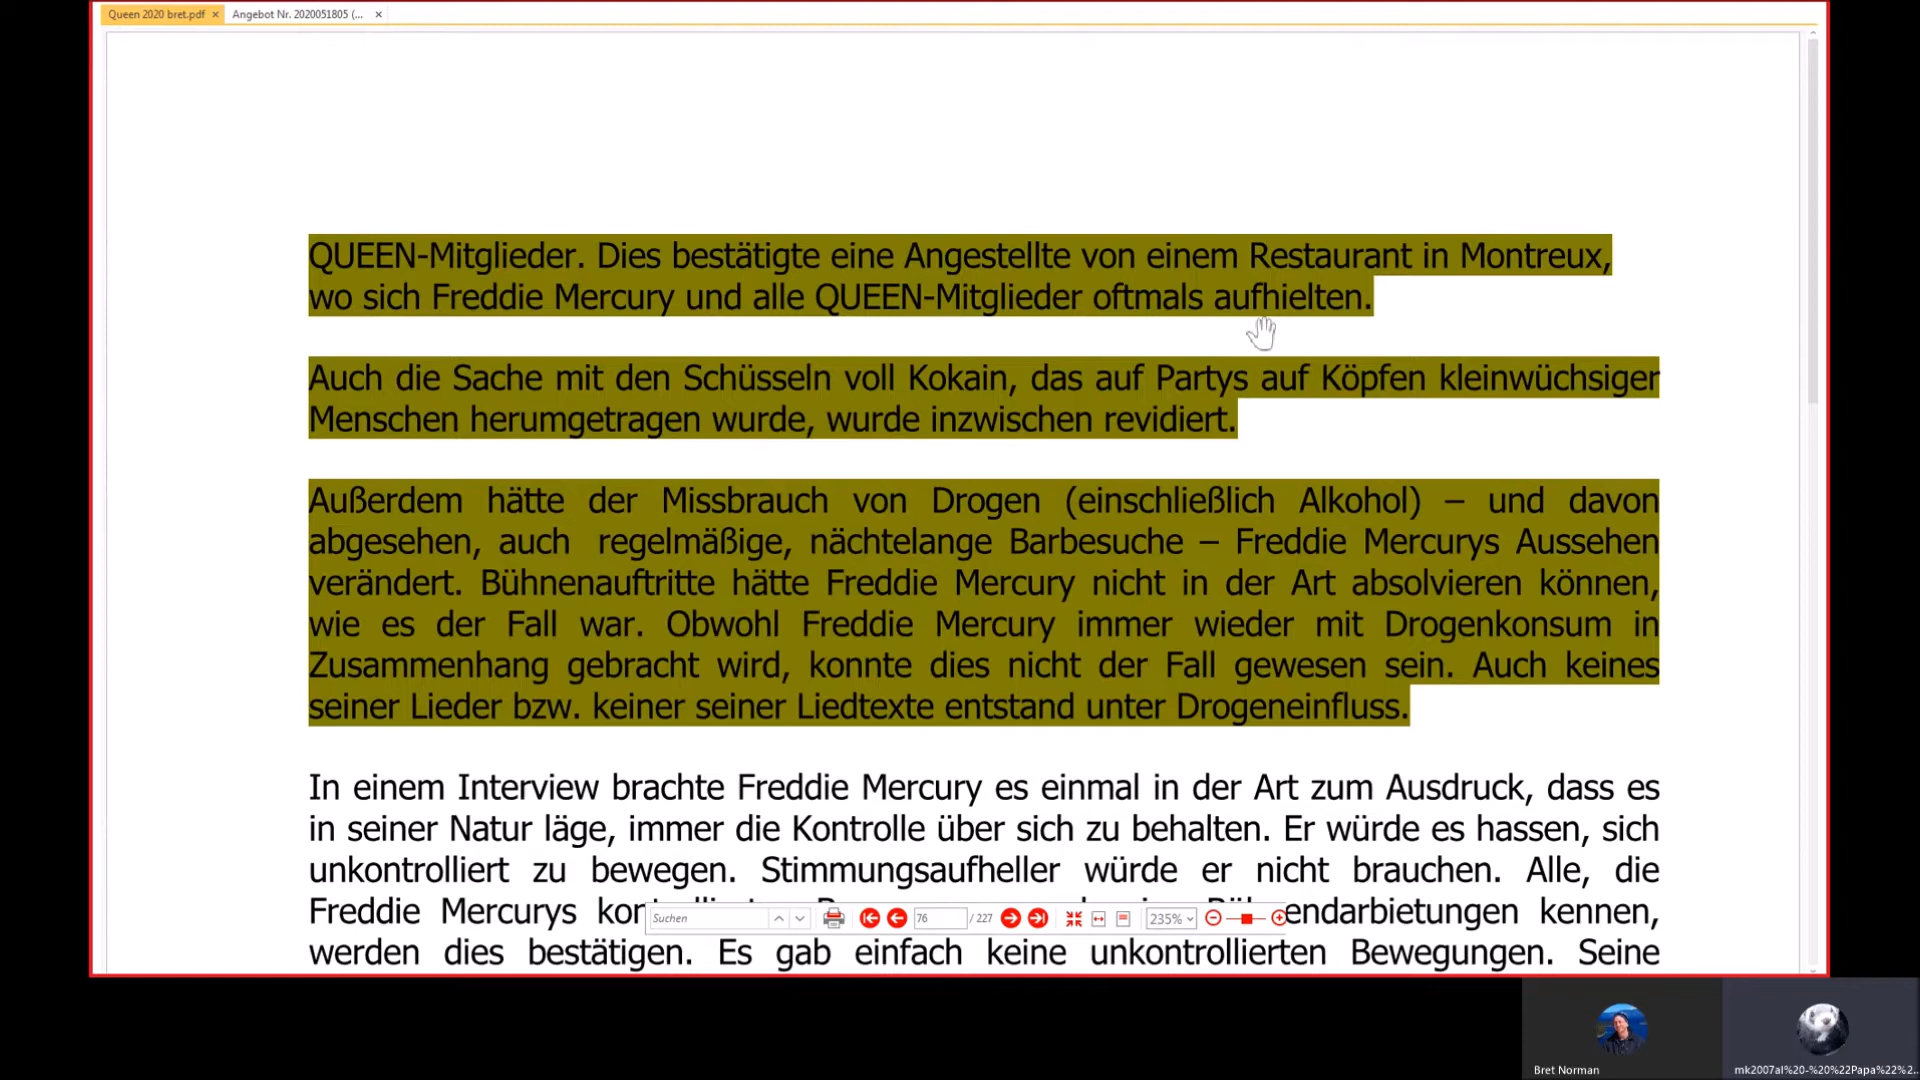 Queen 2020 bret.pdf
Angebot Nr. 2020051805 (...
QUEEN-Mitglieder. Dies bestätigte eine Angestellte von einem Restaurant in Montreux,
wo sich Freddie Mercury und alle QUEEN-Mitglieder oftmals aufhielten.
Auch die Sache mit den Schüsseln voll Kokain, das auf Partys auf Köpfen kleinwüchsiger
Menschen herumgetragen wurde, wurde inzwischen revidiert.
Außerdem hätte der Missbrauch von Drogen (einschließlich Alkohol) – und davon
abgesehen, auch regelmäßige, nächtelange Barbesuche – Freddie Mercurys Aussehen
verändert. Bühnenauftritte hätte Freddie Mercury nicht in der Art absolvieren können,
wie es der Fall war. Obwohl Freddie Mercury immer wieder mit Drogenkonsum in
Zusammenhang gebracht wird, konnte dies nicht der Fall gewesen sein. Auch keines
seiner Lieder bzw. keiner seiner Liedtexte entstand unter Drogeneinfluss.
In einem Interview brachte Freddie Mercury es einmal in der Art zum Ausdruck, dass es
in seiner Natur läge, immer die Kontrolle über sich zu behalten. Er würde es hassen, sich
unkontrolliert zu bewegen. Stimmungsaufheller würde er nicht brauchen. Alle, die
Freddie Mercurys kennen,
Suchen 76 / 227 235%
werden dies bestätigen. Es gab einfach keine unkontrollierten Bewegungen. Seine
Bret Norman
mk2007al%20-%20%22Papa%22%2...